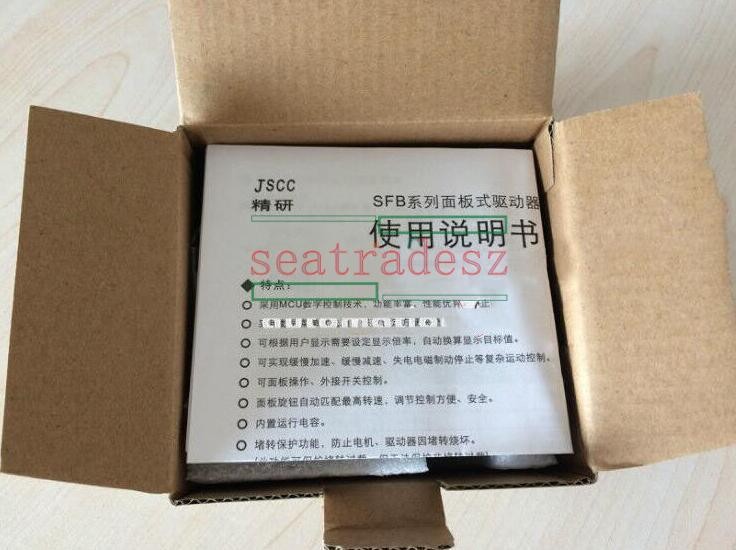 JSCC
精研
SFB系列面板式驱动器
使用说明书
seatradesz
◆ 特点：
○ 采用MCU数字控制技术，功能丰富、性能优
○ 可根据用户显示需要设定显示倍率，自动换算显示目标值。
○ 可实现缓慢加速、缓慢减速、失电电磁制动停止等复杂运动控制。
○ 可面板操作、外接开关控制。
○ 面板旋钮自动匹配最高转速，调节控制方便、安全。
○ 内置运行电容。
○ 堵转保护功能，防止电机、驱动器因堵转烧坏。